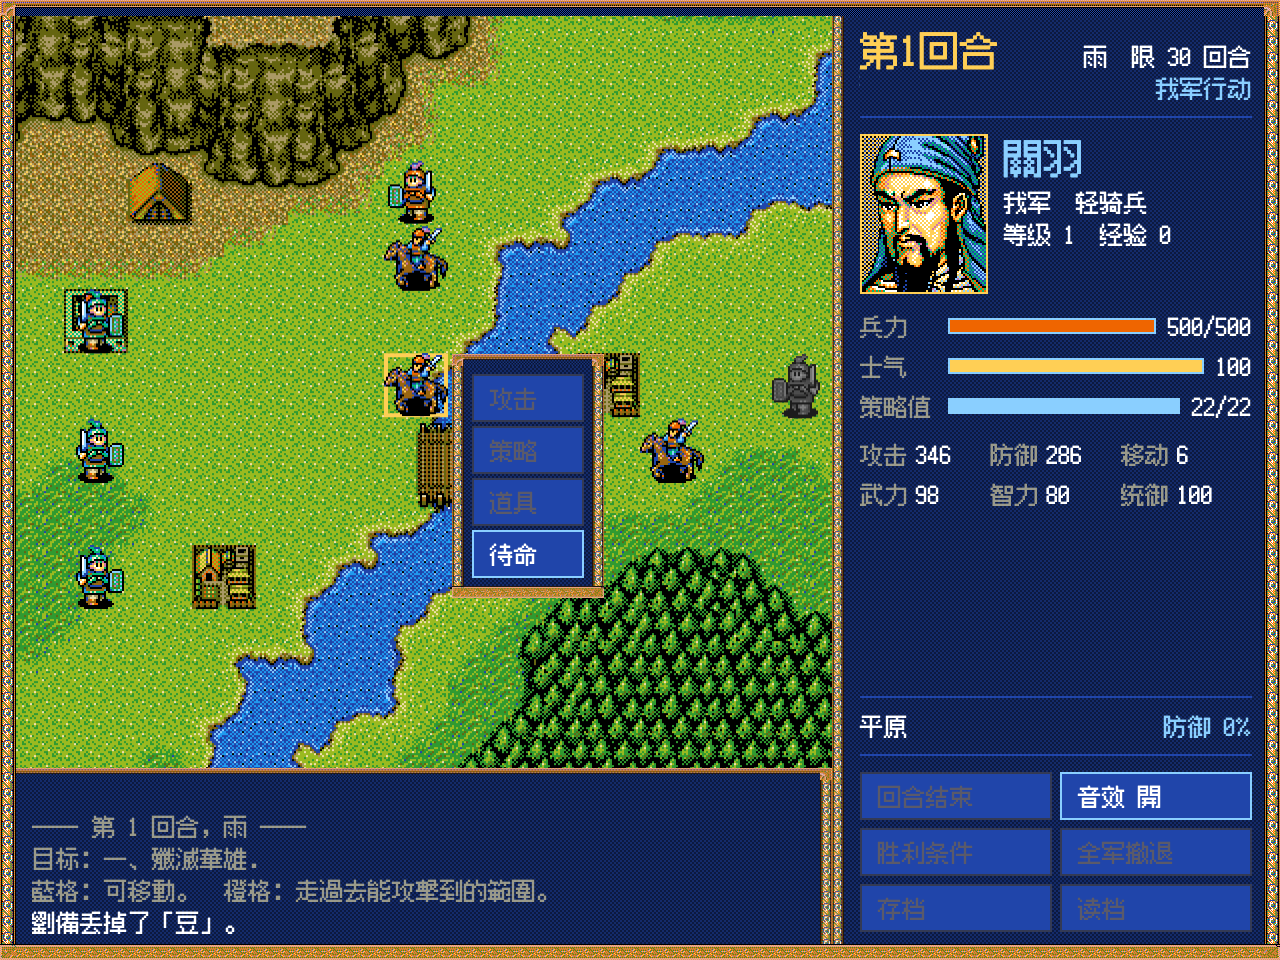 第1回合
雨 限 30 回合
我军行动
關羽
我军 轻骑兵
等级 1 经验 0
兵力 500/500
士气 100
策略值 22/22
攻击 346 防御 286 移动 6
武力 98 智力 80 统御 100
攻击
策略
道具
待命
平原 防御 0%
回合结束 音效 開
胜利条件 全军撤退
存档 读档
—— 第 1 回合，雨 ——
目标：一、殲滅華雄.
藍格：可移動。 橙格：走過去能攻擊到的範圍。
劉備丟掉了「豆」。